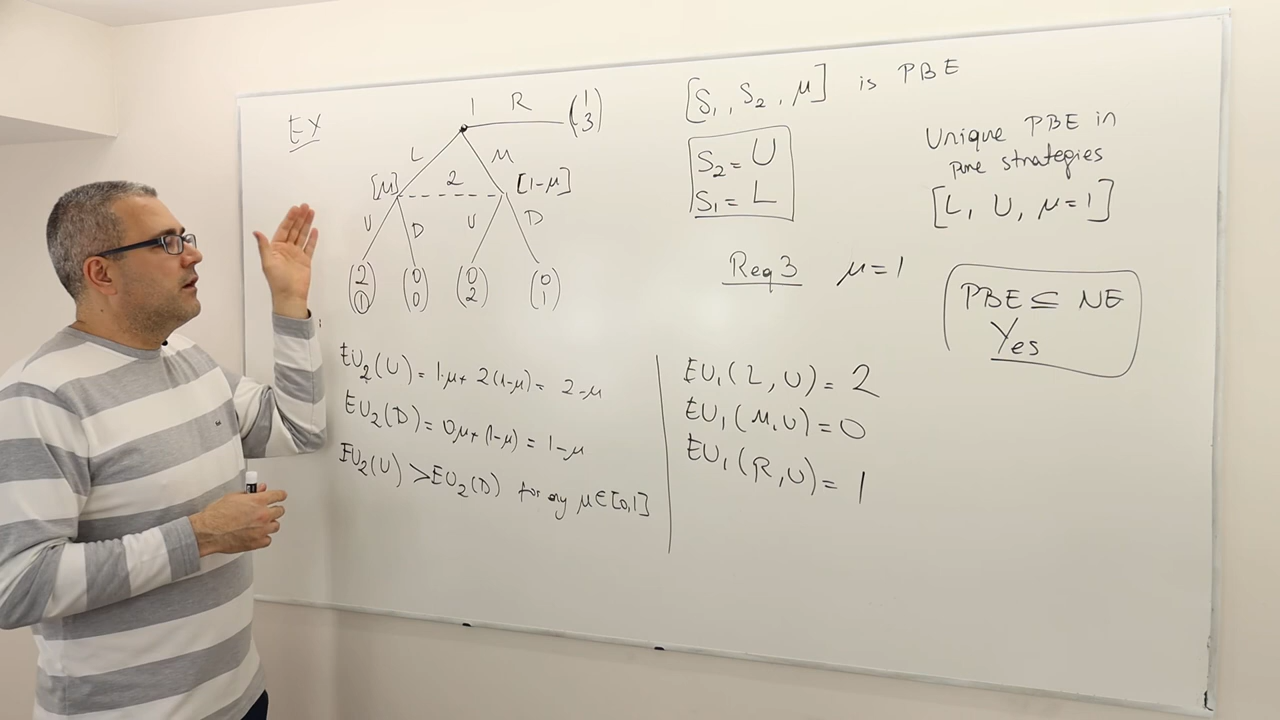 EX
1 R (1 3)
L M
[μ] 2 [1-μ]
U D U D
(2 1) (0 0) (0 2) (0 1)
EU₂(U) = 1·μ + 2(1-μ) = 2-μ
EU₂(D) = 0μ + (1-μ) = 1-μ
EU₂(U) > EU₂(D) for any μ∈[0,1]
[S₁, S₂, μ] is PBE
S₂ = U
S₁ = L
Req 3 μ=1
EU₁(L, U) = 2
EU₁(M, U) = 0
EU₁(R, U) = 1
Unique PBE in
pure strategies
[L, U, μ=1]
PBE ⊆ NE
Yes